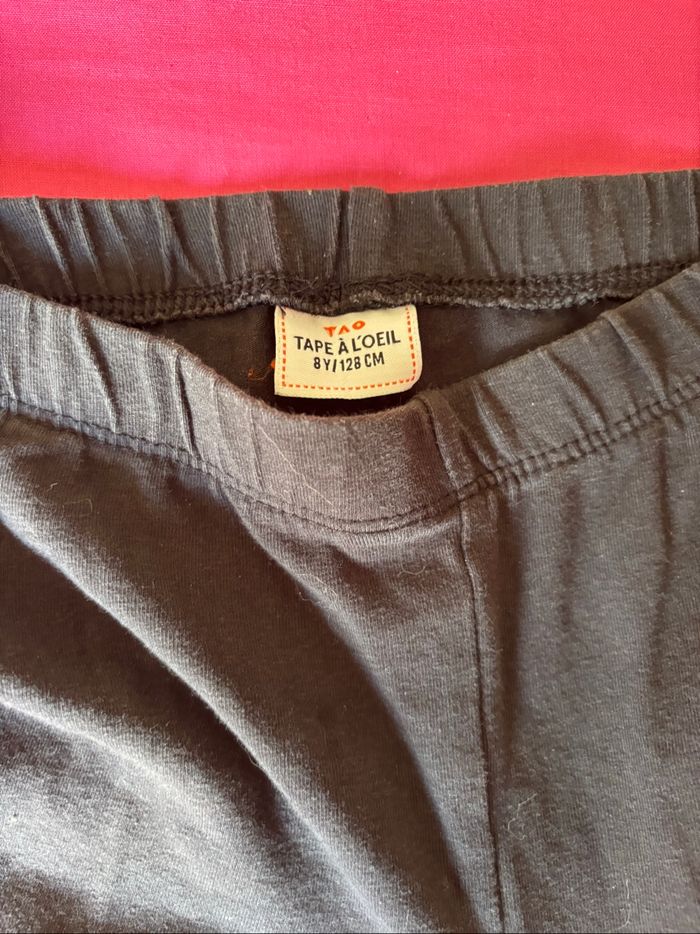 TAO
TAPE À L'OEIL
8Y/128 CM